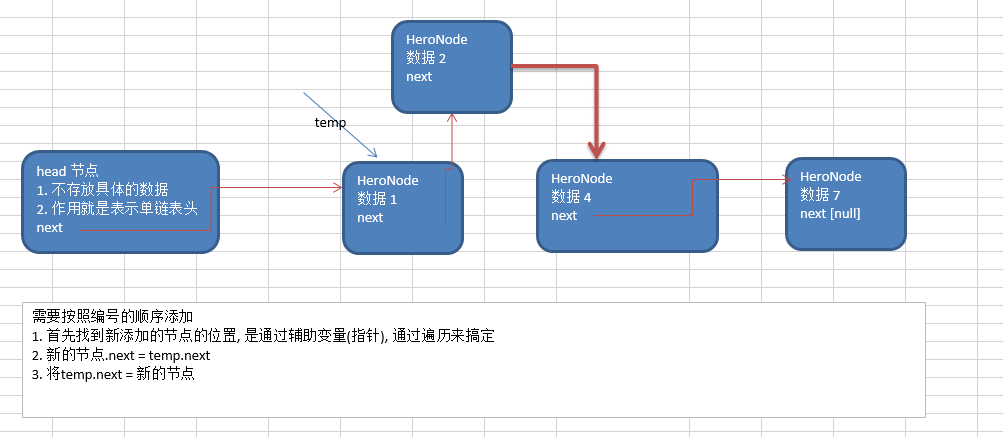 HeroNode
数据 2
next
temp
head 节点
1. 不存放具体的数据
2. 作用就是表示单链表头
next
HeroNode
数据 1
next
HeroNode
数据 4
next
HeroNode
数据 7
next [null]
需要按照编号的顺序添加
1. 首先找到新添加的节点的位置, 是通过辅助变量(指针), 通过遍历来搞定
2. 新的节点.next = temp.next
3. 将temp.next = 新的节点